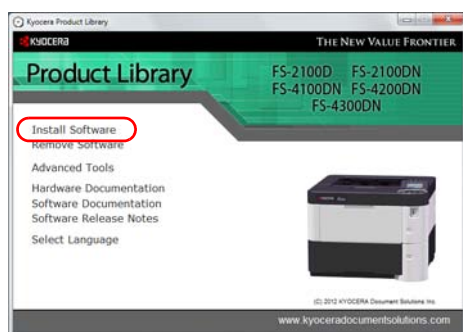 Kyocera Product Library
KYOCERA
THE NEW VALUE FRONTIER
Product Library
FS-2100D FS-2100DN
FS-4100DN FS-4200DN
FS-4300DN
Install Software
Remove Software
Advanced Tools
Hardware Documentation
Software Documentation
Software Release Notes
Select Language
(C) 2012 KYOCERA Document Solutions Inc.
www.kyoceradocumentsolutions.com